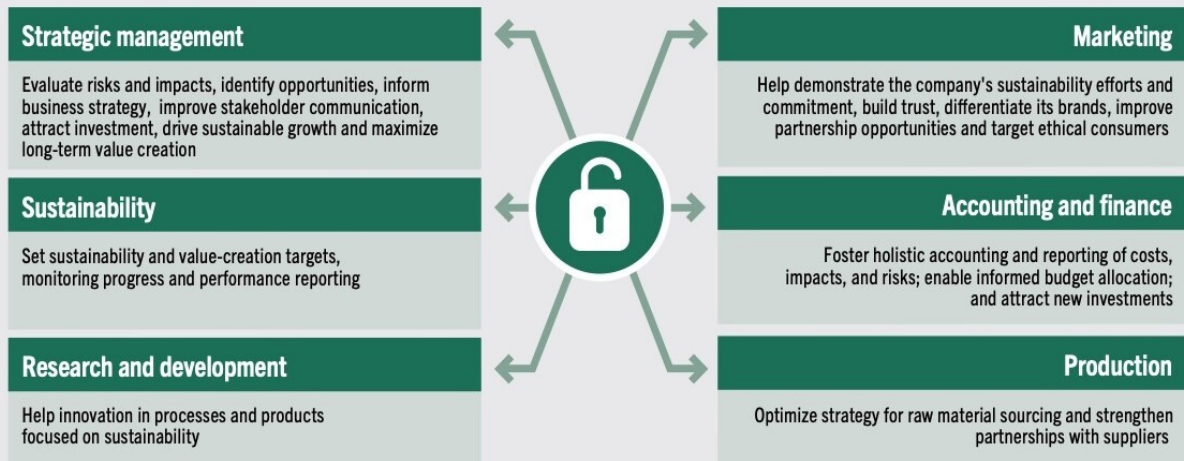 Strategic management
Evaluate risks and impacts, identify opportunities, inform
business strategy, improve stakeholder communication,
attract investment, drive sustainable growth and maximize
long-term value creation
Sustainability
Set sustainability and value-creation targets,
monitoring progress and performance reporting
Research and development
Help innovation in processes and products
focused on sustainability
Marketing
Help demonstrate the company's sustainability efforts and
commitment, build trust, differentiate its brands, improve
partnership opportunities and target ethical consumers
Accounting and finance
Foster holistic accounting and reporting of costs,
impacts, and risks; enable informed budget allocation;
and attract new investments
Production
Optimize strategy for raw material sourcing and strengthen
partnerships with suppliers